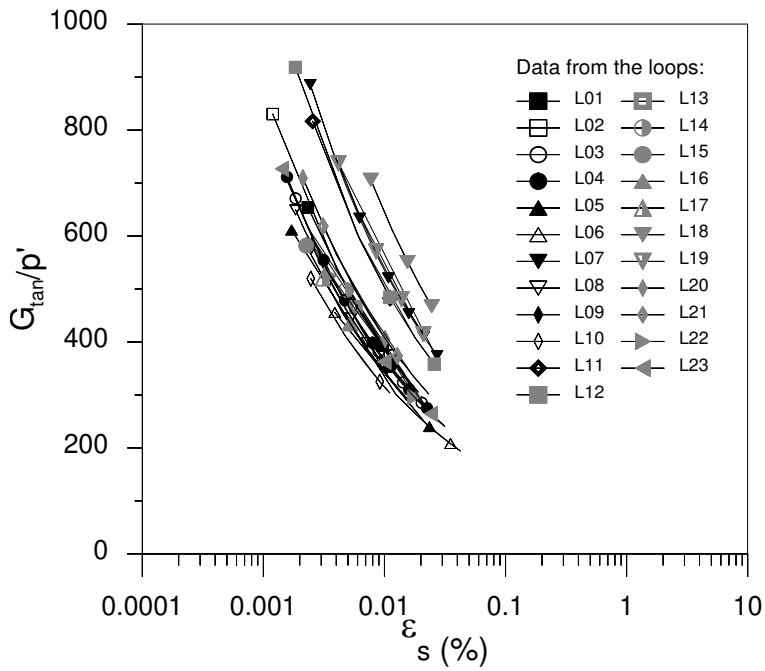 1000
800
600
400
200
0
G_tan/p'
0.0001 0.001 0.01 0.1 1 10
ε_s (%)
Data from the loops:
L01 L13
L02 L14
L03 L15
L04 L16
L05 L17
L06 L18
L07 L19
L08 L20
L09 L21
L10 L22
L11 L23
L12